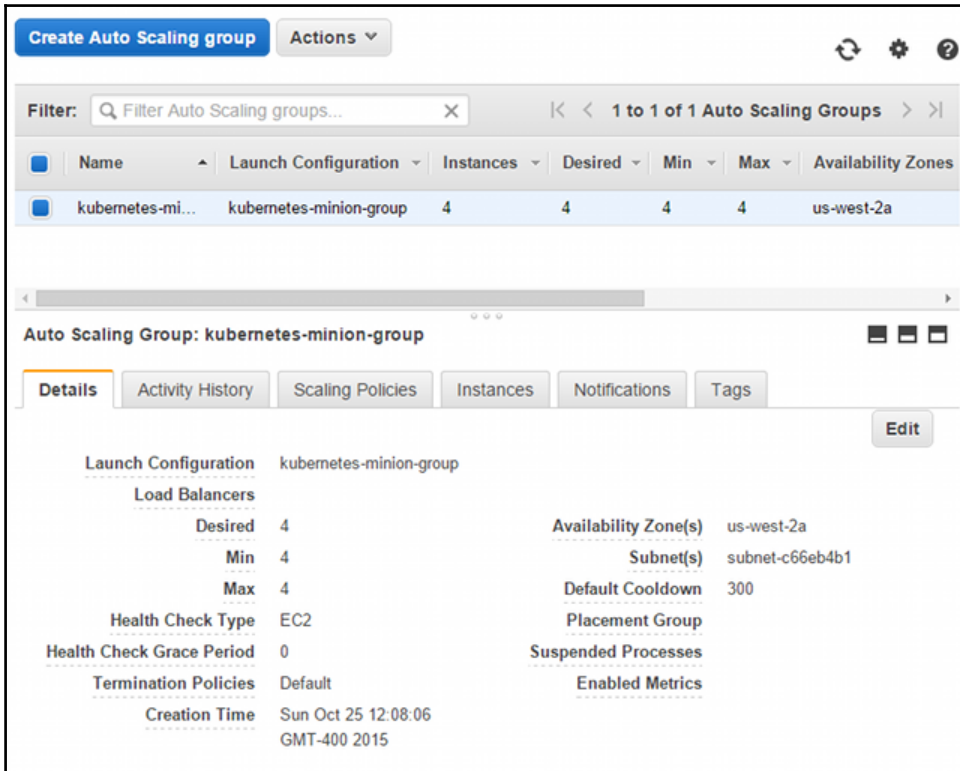 Create Auto Scaling group Actions
Filter: Filter Auto Scaling groups... 1 to 1 of 1 Auto Scaling Groups
Name Launch Configuration Instances Desired Min Max Availability Zones
kubernetes-mi... kubernetes-minion-group 4 4 4 4 us-west-2a
Auto Scaling Group: kubernetes-minion-group
Details Activity History Scaling Policies Instances Notifications Tags
Edit
Launch Configuration kubernetes-minion-group
Load Balancers
Desired 4 Availability Zone(s) us-west-2a
Min 4 Subnet(s) subnet-c66eb4b1
Max 4 Default Cooldown 300
Health Check Type EC2 Placement Group
Health Check Grace Period 0 Suspended Processes
Termination Policies Default Enabled Metrics
Creation Time Sun Oct 25 12:08:06
GMT-400 2015